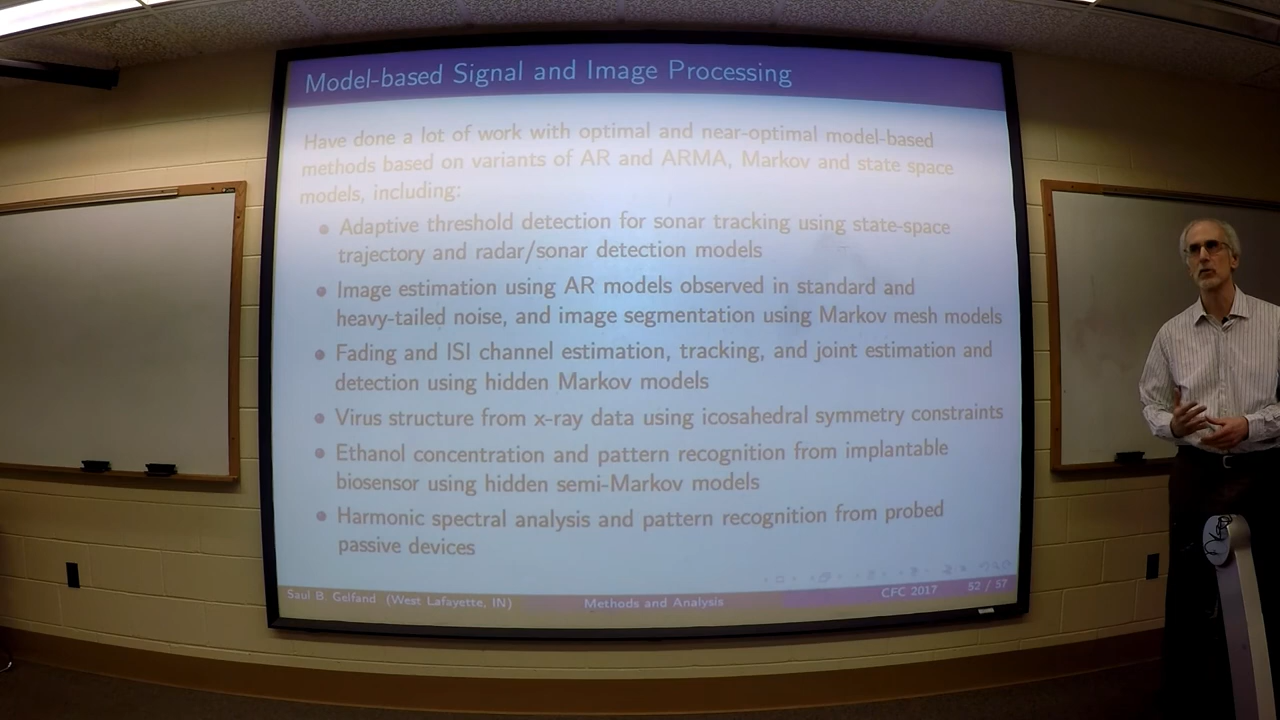 Model-based Signal and Image Processing
Have done a lot of work with optimal and near-optimal model-based
methods based on variants of AR and ARMA, Markov and state space
models, including:
Adaptive threshold detection for sonar tracking using state-space
trajectory and radar/sonar detection models
Image estimation using AR models observed in standard and
heavy-tailed noise, and image segmentation using Markov mesh models
Fading and ISI channel estimation, tracking, and joint estimation and
detection using hidden Markov models
Virus structure from x-ray data using icosahedral symmetry constraints
Ethanol concentration and pattern recognition from implantable
biosensor using hidden semi-Markov models
Harmonic spectral analysis and pattern recognition from probed
passive devices
Saul B. Gelfand (West Lafayette, IN) Methods and Analysis CFC 2017 52 / 57